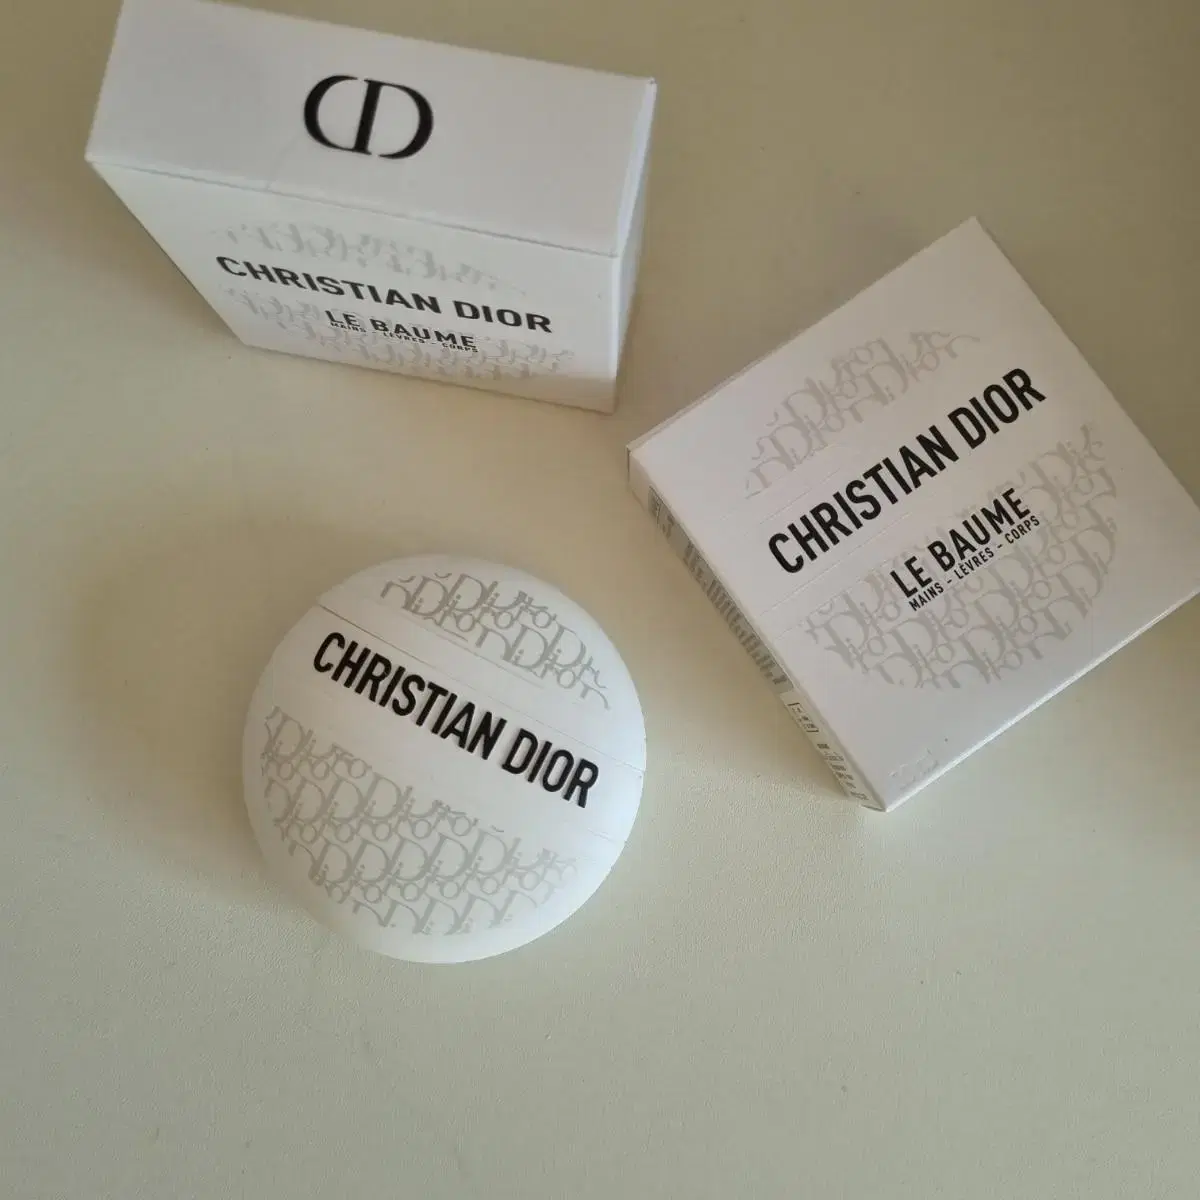 CD
CHRISTIAN DIOR
LE BAUME
MAINS - LÈVRES - CORPS
CHRISTIAN DIOR
LE BAUME
MAINS - LÈVRES - CORPS
CHRISTIAN DIOR